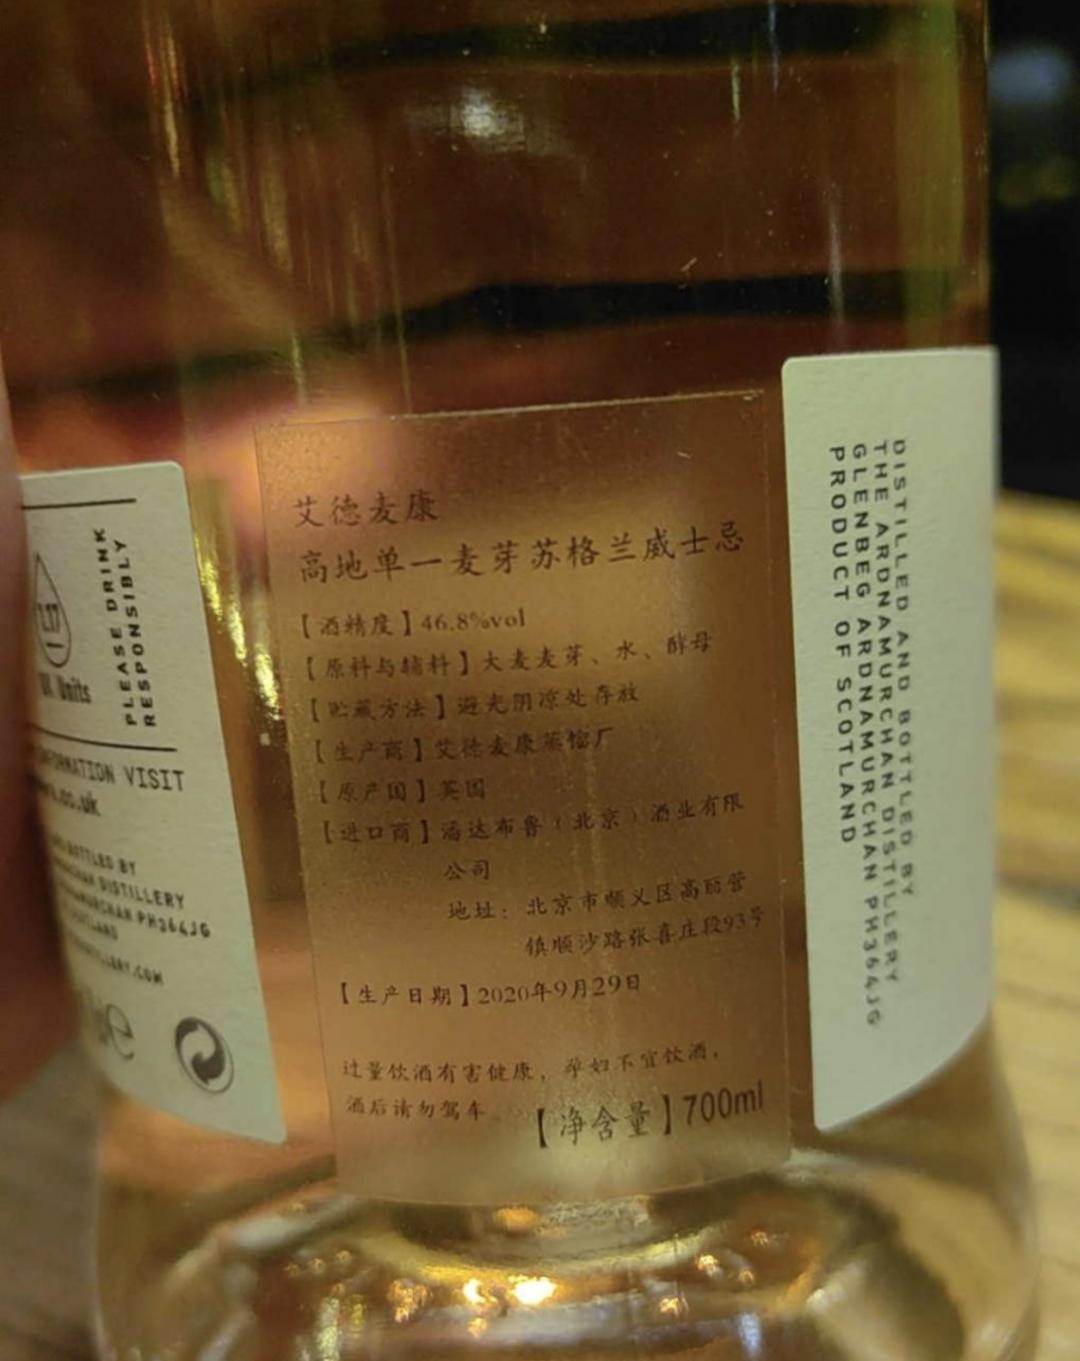 PLEASE DRINK
RESPONSIBLY
Units
VISIT
.co.uk
BOTTLED BY
DISTILLERY
PH364JG
艾德麦康
高地单一麦芽苏格兰威士忌
【酒精度】46.8%vol
【原料与辅料】大麦麦芽、水、酵母
【贮藏方法】避光阴凉处存放
【生产商】艾德麦康蒸馏厂
【原产国】英国
【进口商】潘达布鲁（北京）酒业有限
公司
地址：北京市顺义区高丽营
镇顺沙路张喜庄段93号
【生产日期】2020年9月29日
过量饮酒有害健康，孕妇不宜饮酒，
酒后请勿驾车
【净含量】700ml
DISTILLED AND BOTTLED BY
THE ARDNAMURCHAN DISTILLERY
GLENBEG ARDNAMURCHAN PH364JG
PRODUCT OF SCOTLAND